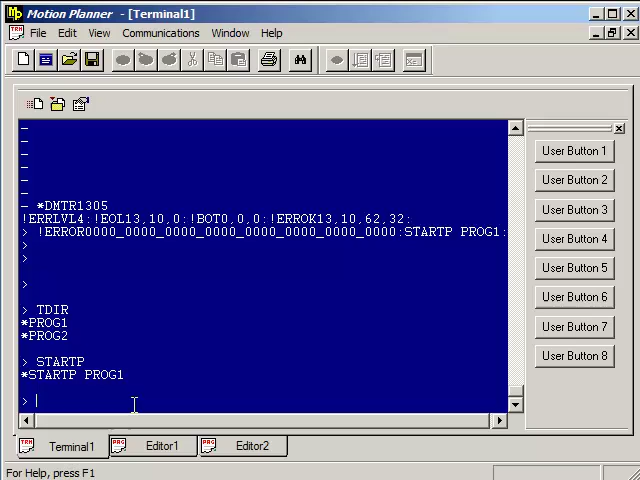 Motion Planner - [Terminal1]
File Edit View Communications Window Help
-
-
-
-
-
-
- *DMTR1305
!ERRLVL4:!EOL13,10,0:!BOT0,0,0:!ERROK13,10,62,32:
> !ERROR0000_0000_0000_0000_0000_0000_0000_0000:STARTP PROG1:
>
>
>
> TDIR
*PROG1
*PROG2
> STARTP
*STARTP PROG1
>
User Button 1
User Button 2
User Button 3
User Button 4
User Button 5
User Button 6
User Button 7
User Button 8
Terminal1 Editor1 Editor2
For Help, press F1